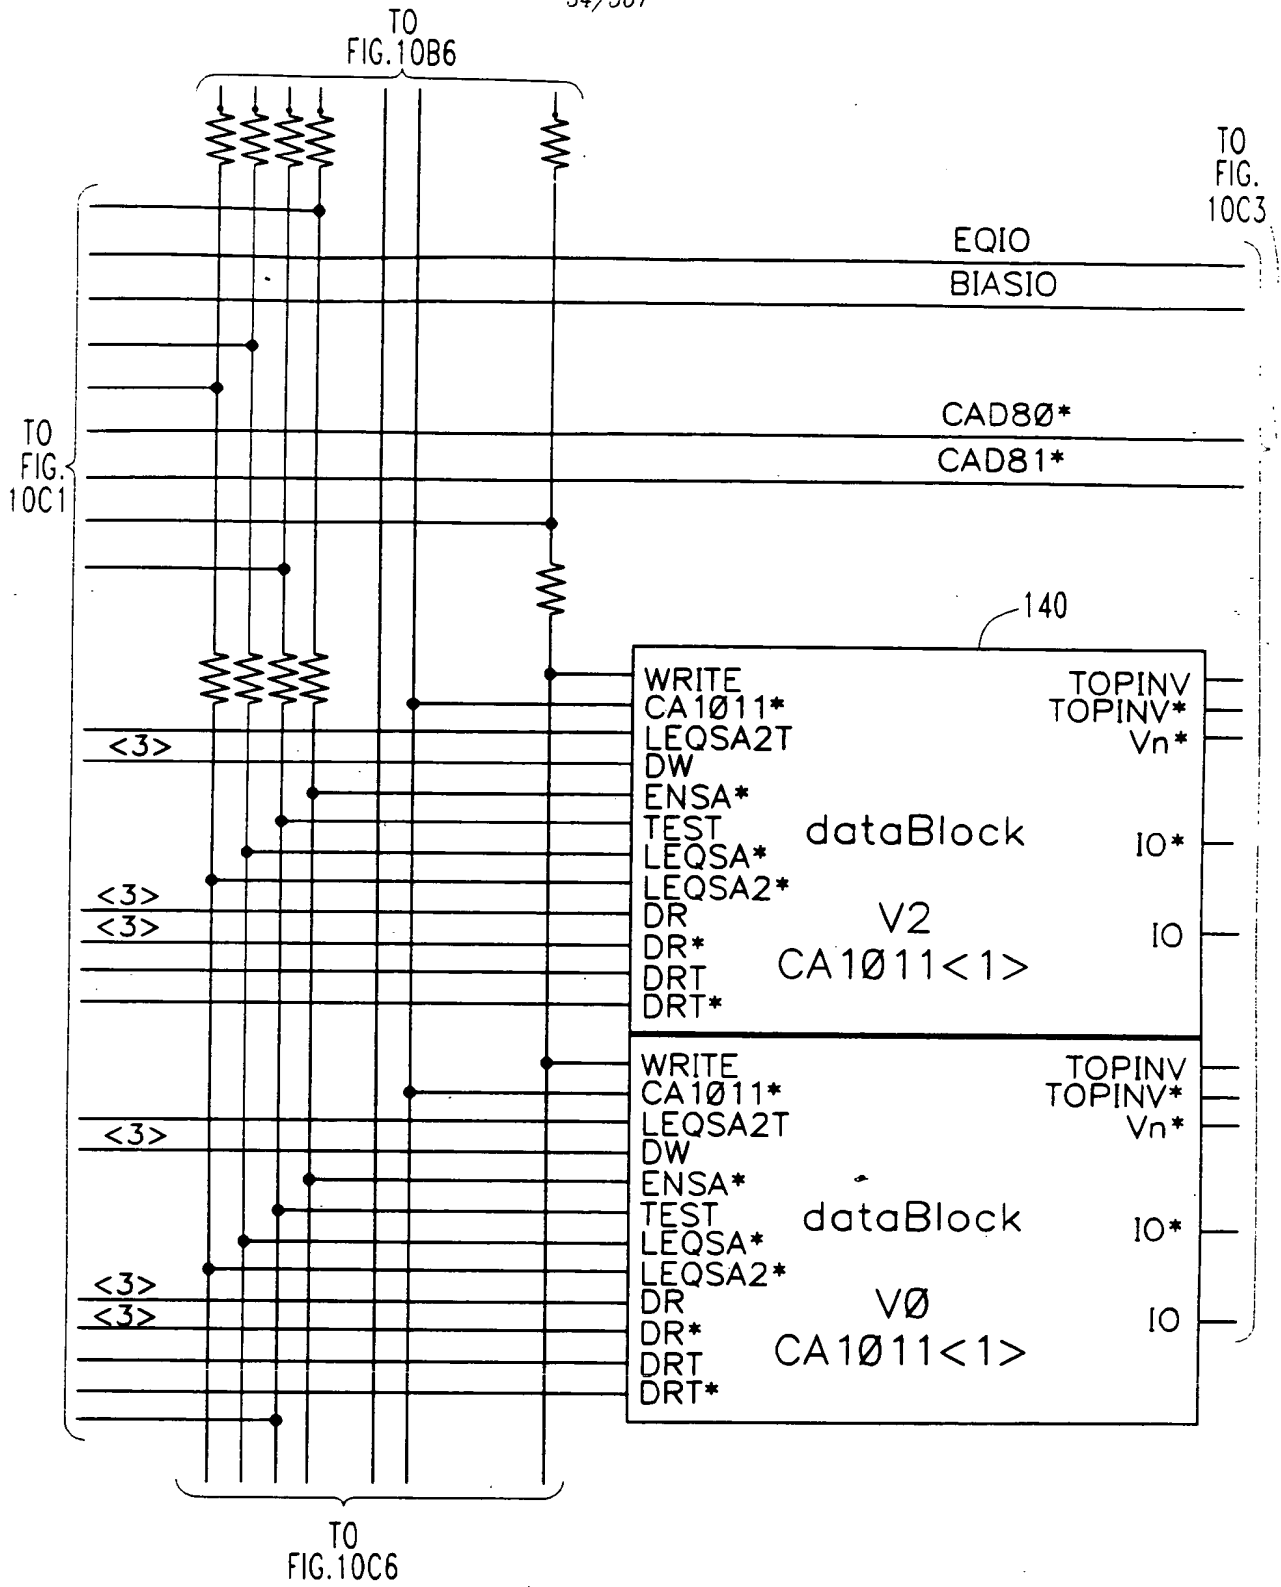 TO
FIG.10B6
TO
FIG.
10C3
EQIO
BIASIO
CAD8Ø*
CAD81*
TO
FIG.
10C1
140
WRITE
CA1Ø11*
LEQSA2T
<3>
DW
ENSA*
TEST
LEQSA*
LEQSA2*
<3>
DR
<3>
DR*
DRT
DRT*
dataBlock
V2
CA1Ø11<1>
TOPINV
TOPINV*
Vn*
IO*
IO
WRITE
CA1Ø11*
LEQSA2T
<3>
DW
ENSA*
TEST
LEQSA*
LEQSA2*
<3>
DR
<3>
DR*
DRT
DRT*
dataBlock
VØ
CA1Ø11<1>
TOPINV
TOPINV*
Vn*
IO*
IO
TO
FIG.10C6